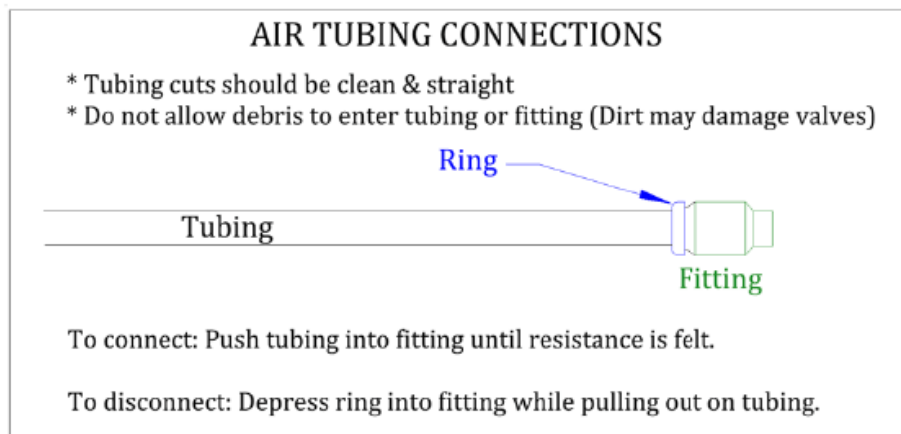 AIR TUBING CONNECTIONS
* Tubing cuts should be clean & straight
* Do not allow debris to enter tubing or fitting (Dirt may damage valves)
Ring
Tubing
Fitting
To connect: Push tubing into fitting until resistance is felt.
To disconnect: Depress ring into fitting while pulling out on tubing.